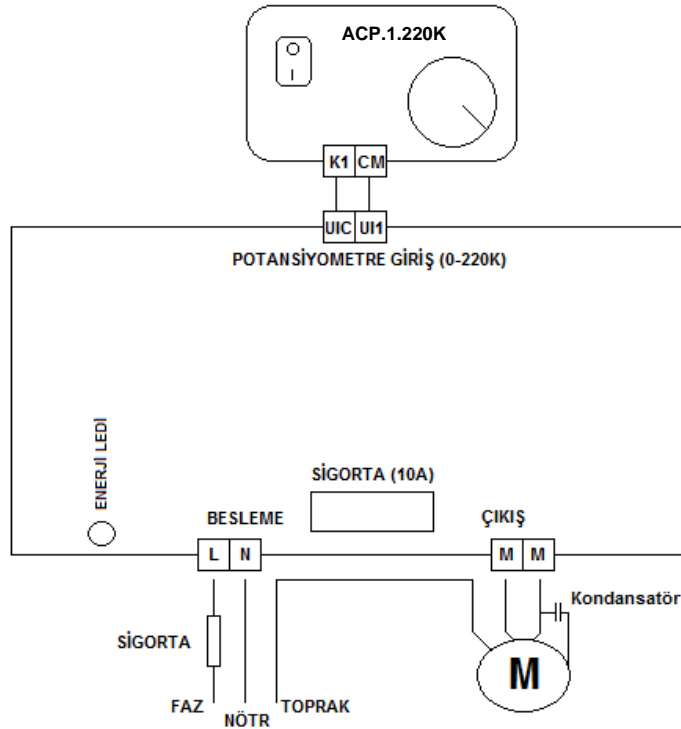 ACP.1.220K
O
I
K1 CM
UIC UI1
POTANSİYOMETRE GİRİŞ (0-220K)
ENERJİ LEDİ
SİGORTA (10A)
BESLEME
ÇIKIŞ
L N
M M
Kondansatör
SİGORTA
M
FAZ
NÖTR
TOPRAK